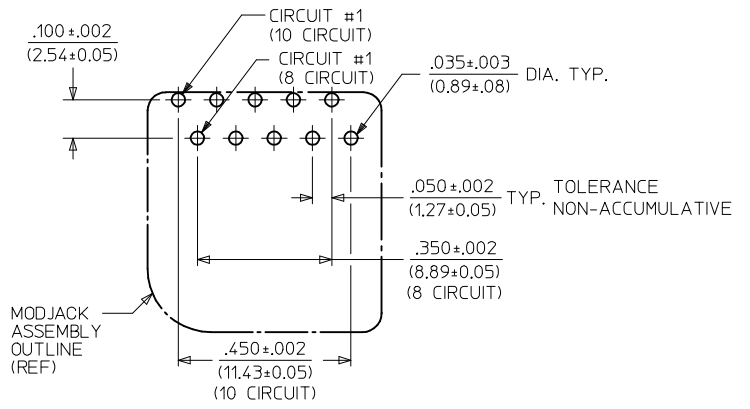 CIRCUIT #1
(10 CIRCUIT)
.100±.002
(2.54±0.05)
CIRCUIT #1
(8 CIRCUIT)
.035±.003
(0.89±.08)
DIA. TYP.
.050±.002
(1.27±0.05)
TYP. TOLERANCE
NON-ACCUMULATIVE
.350±.002
(8.89±0.05)
(8 CIRCUIT)
MODJACK
ASSEMBLY
OUTLINE
(REF)
.450±.002
(11.43±0.05)
(10 CIRCUIT)